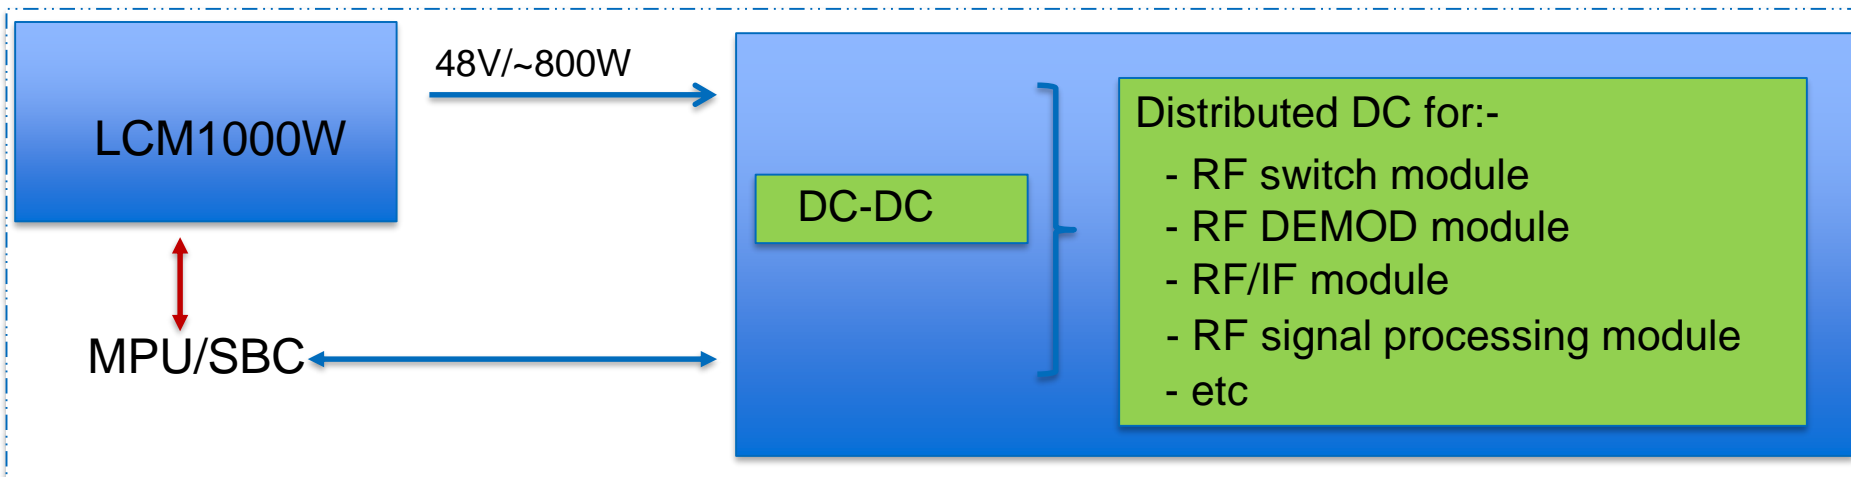 48V/~800W
LCM1000W
MPU/SBC
DC-DC
Distributed DC for:-
- RF switch module
- RF DEMOD module
- RF/IF module
- RF signal processing module
- etc